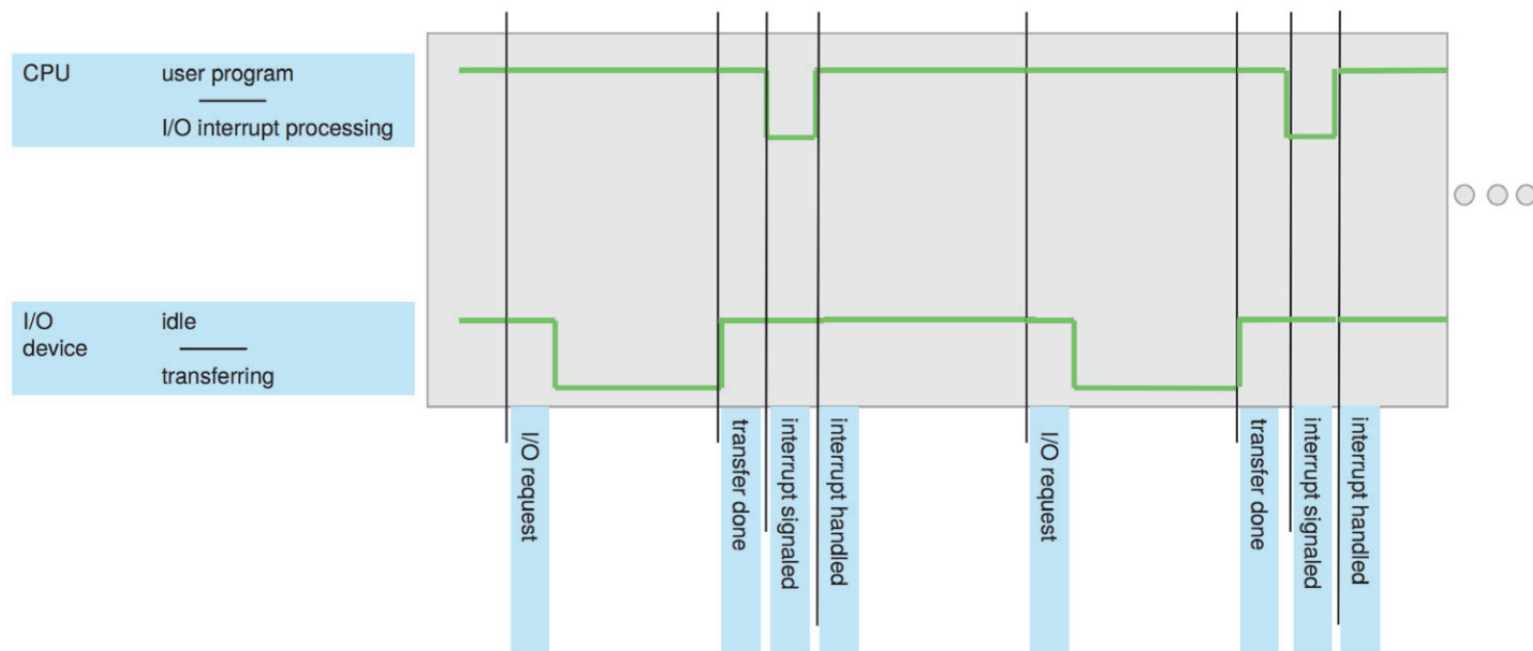 CPU
user program
I/O interrupt processing
I/O
device
idle
transferring
I/O request
transfer done
interrupt signaled
interrupt handled
I/O request
transfer done
interrupt signaled
interrupt handled